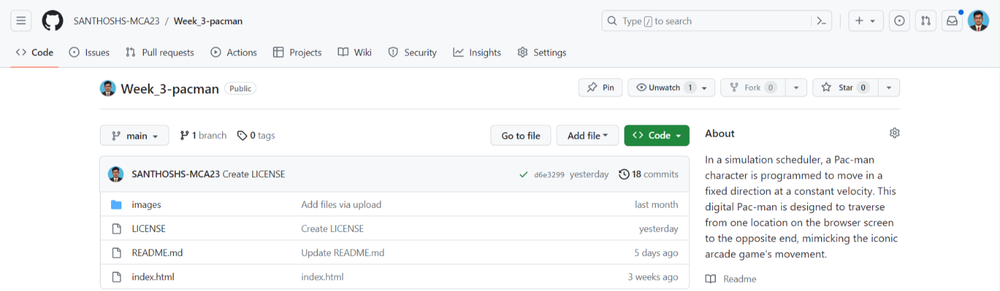 SANTHOSHS-MCA23 / Week_3-pacman Type / to search
Code Issues Pull requests Actions Projects Wiki Security Insights Settings
Week_3-pacman Public Pin Unwatch 1 Fork 0 Star 0
main 1 branch 0 tags Go to file Add file Code
SANTHOSHS-MCA23 Create LICENSE d6e3299 yesterday 18 commits
images Add files via upload last month
LICENSE Create LICENSE yesterday
README.md Update README.md 5 days ago
index.html index.html 3 weeks ago
About
In a simulation scheduler, a Pac-man
character is programmed to move in a
fixed direction at a constant velocity. This
digital Pac-man is designed to traverse
from one location on the browser screen
to the opposite end, mimicking the iconic
arcade game's movement.
Readme